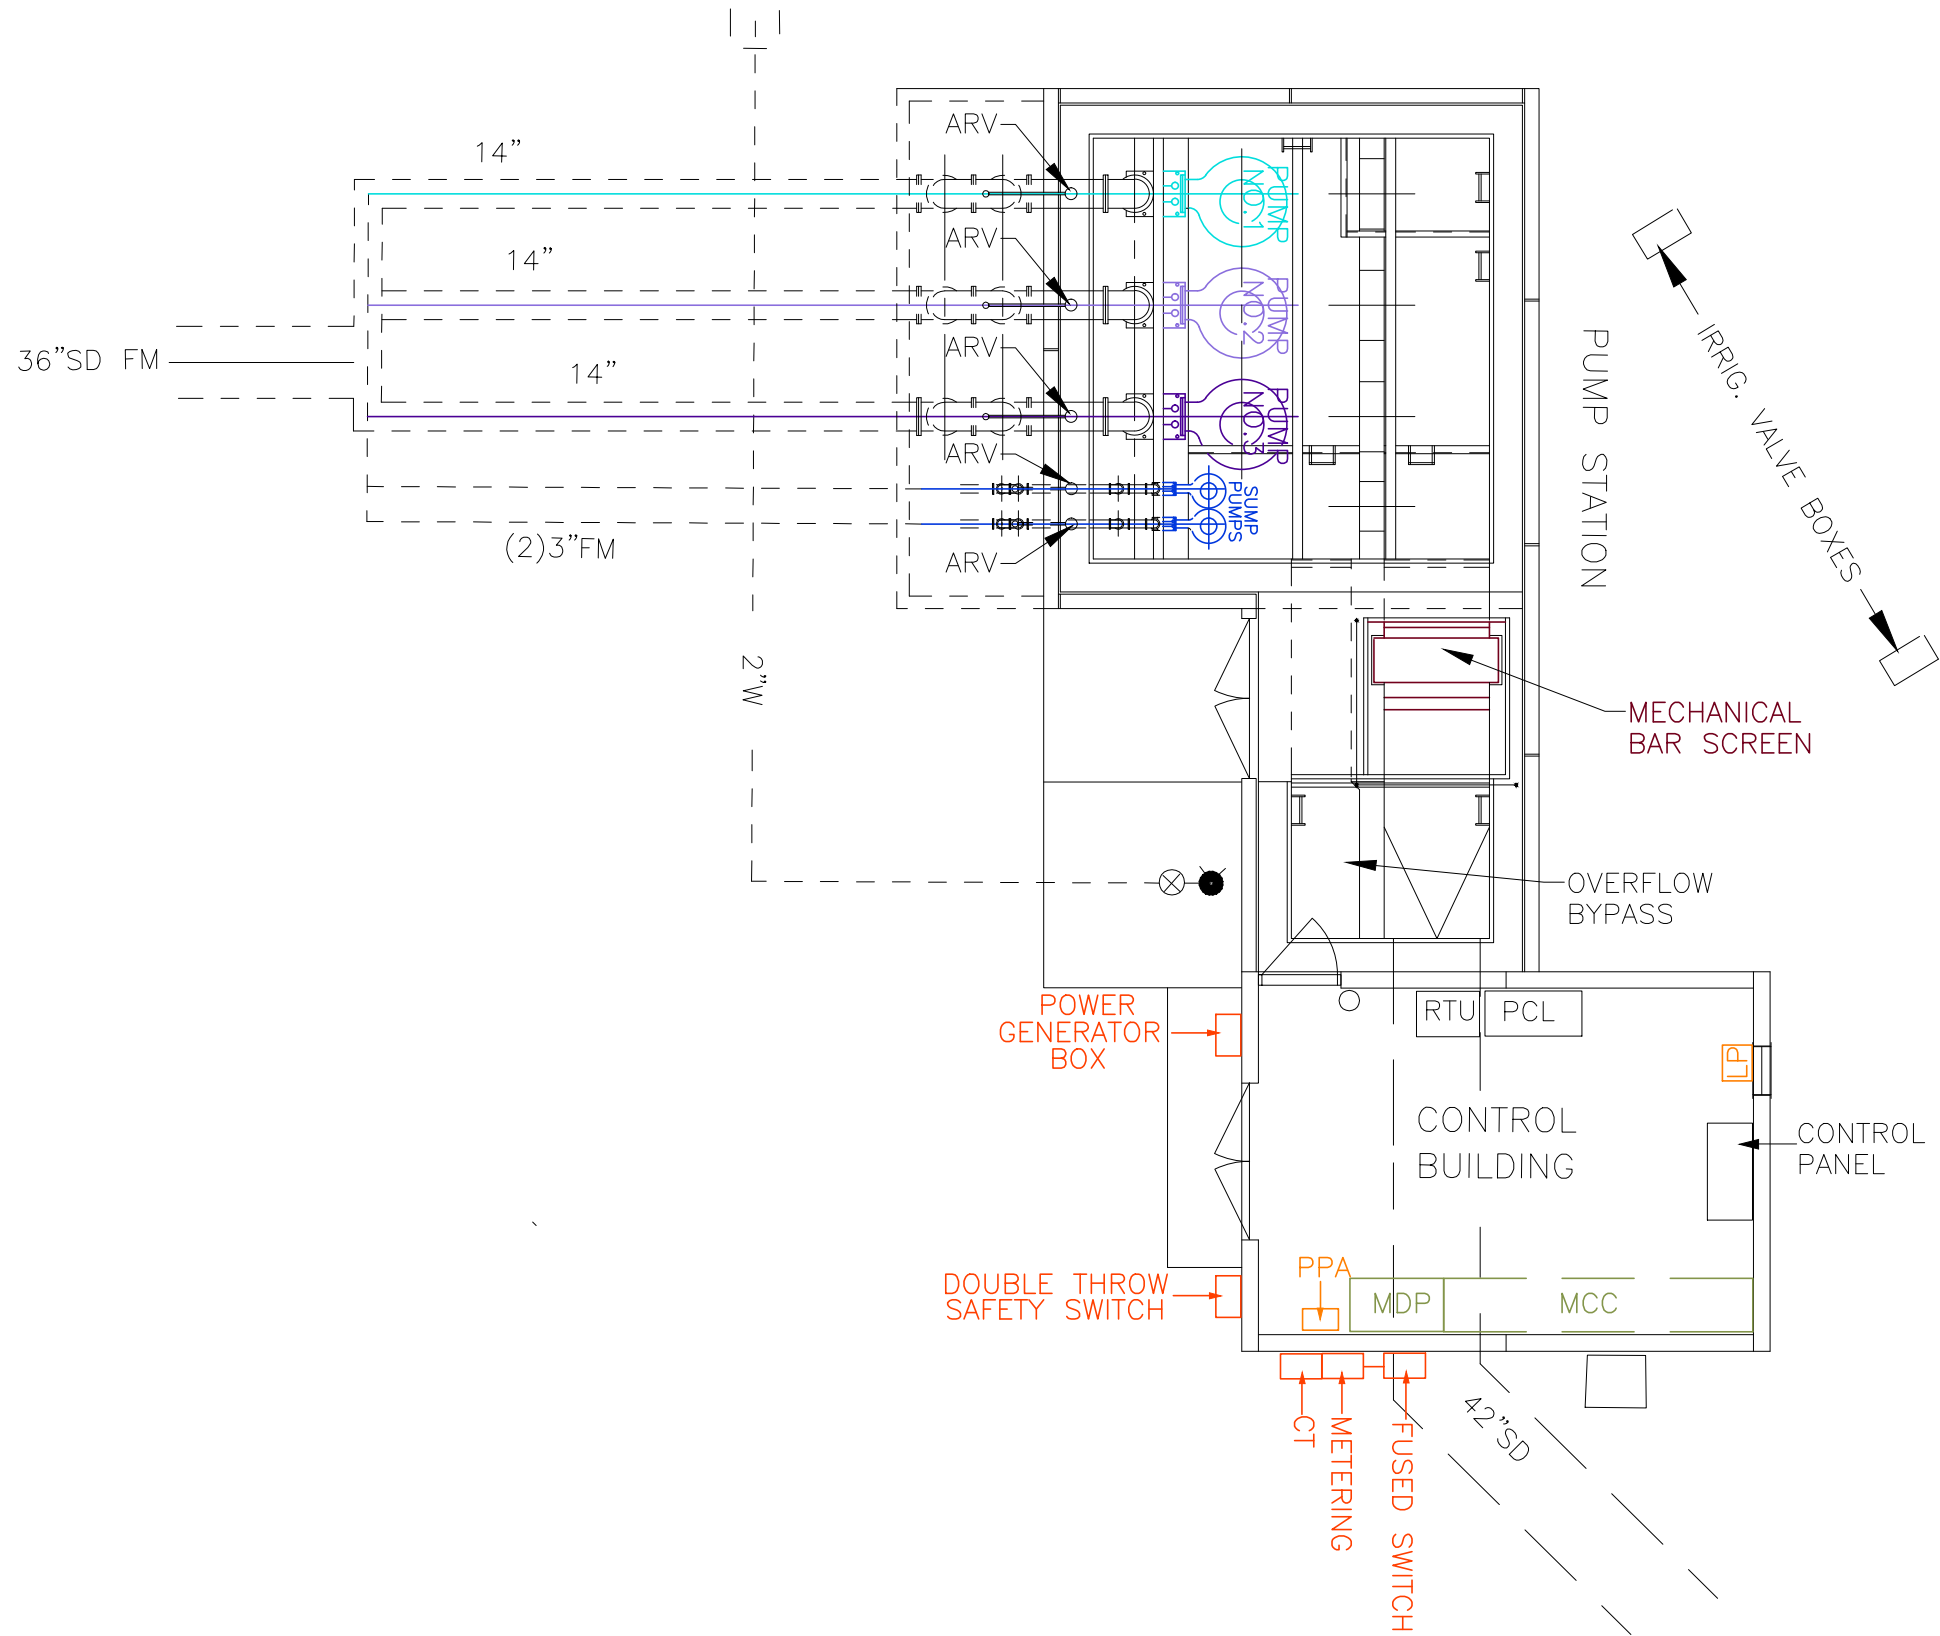 ARV
14”
PUMP
NO.1
ARV
14”
PUMP
NO.2
36”SD FM
ARV
14”
PUMP
NO.3
PUMP STATION
IRRIG. VALVE BOXES
ARV
SUMP
PUMPS
(2)3”FM
ARV
2”W
MECHANICAL
BAR SCREEN
OVERFLOW
BYPASS
POWER
GENERATOR
BOX
RTU
PCL
LP
CONTROL
BUILDING
CONTROL
PANEL
DOUBLE THROW
SAFETY SWITCH
PPA
MDP
MCC
CT
METERING
FUSED SWITCH
42”SD